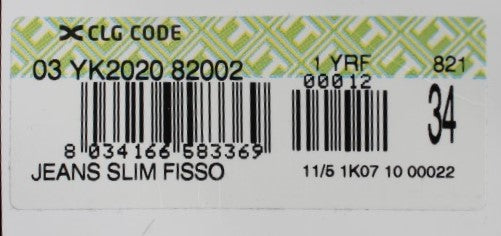 CLG CODE
03 YK2020 82002 1 YRF 821
00012
34
8 034166 583369
JEANS SLIM FISSO 11/5 1K07 10 00022